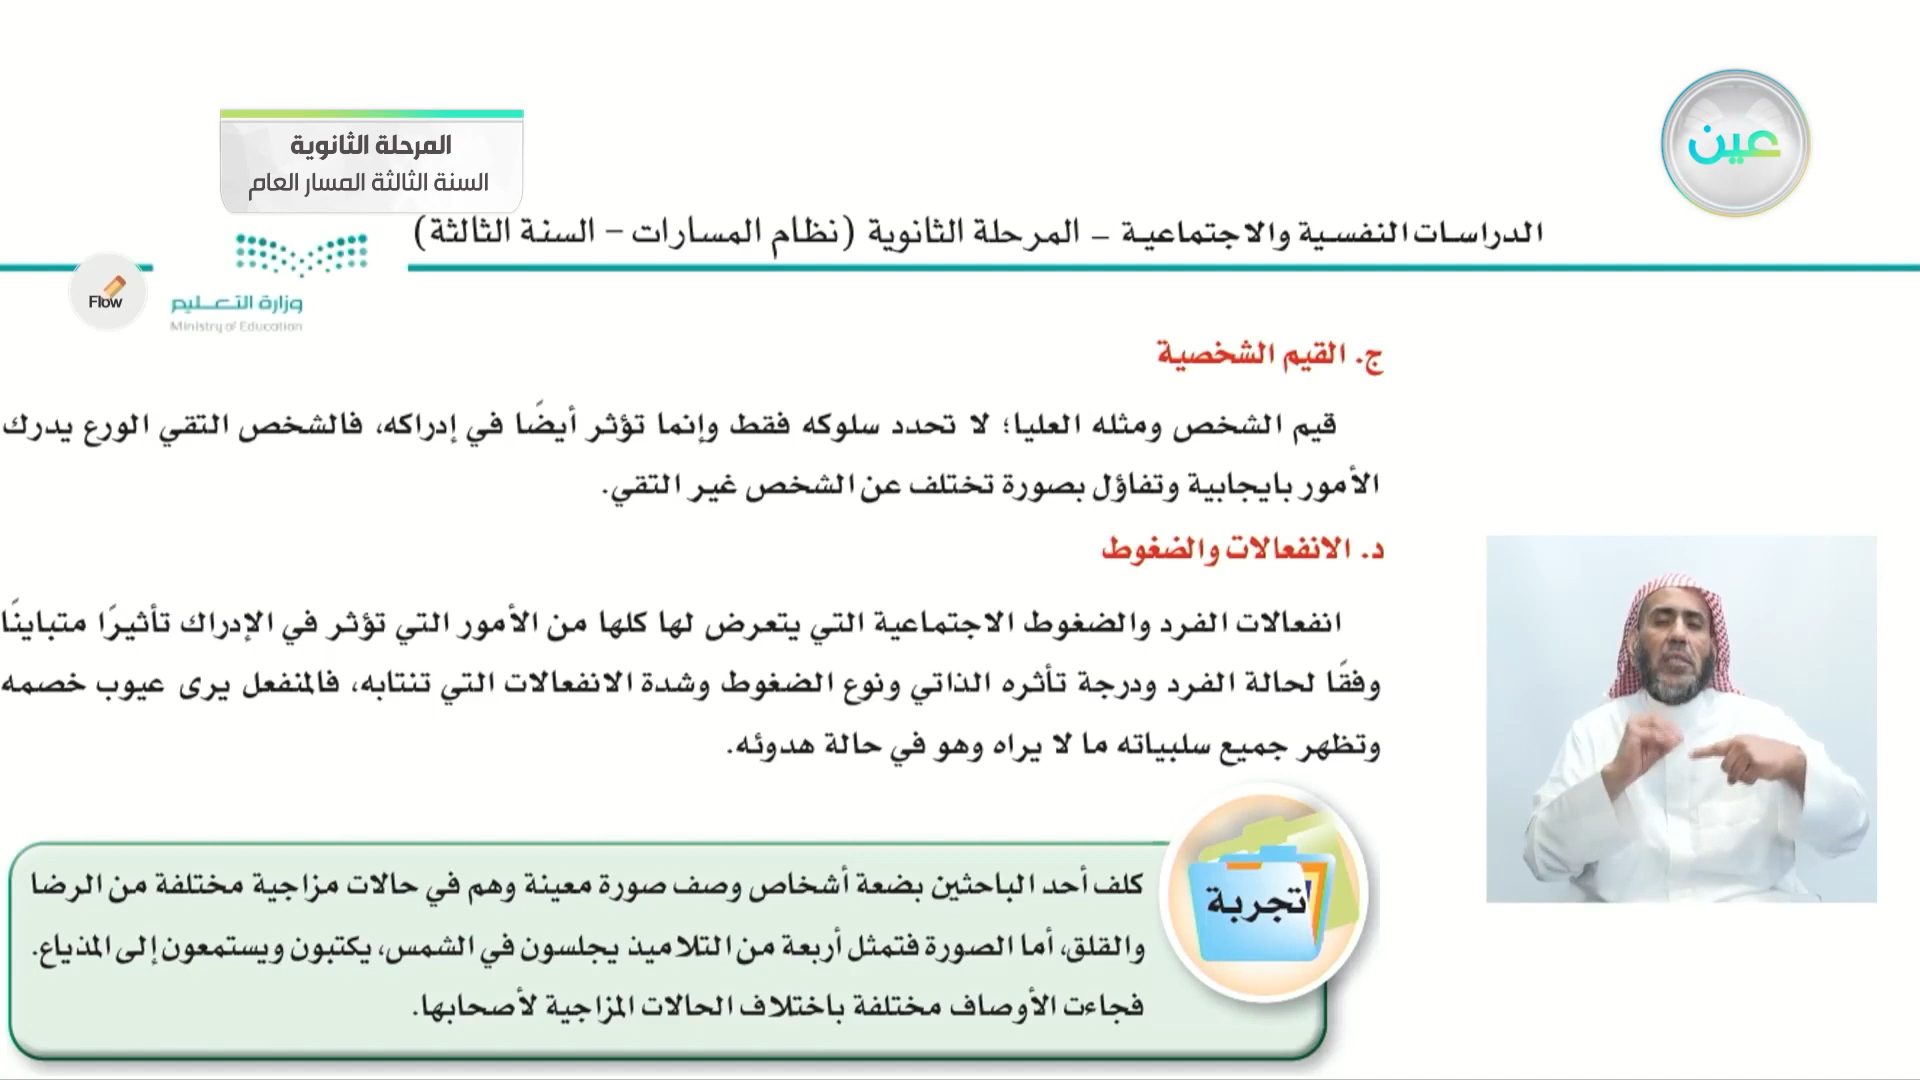 عين
المرحلة الثانوية
السنة الثالثة المسار العام
الدراسات النفسية والاجتماعية – المرحلة الثانوية (نظام المسارات – السنة الثالثة)
Flow
وزارة التعليم
Ministry of Education
ج. القيم الشخصية
قيم الشخص ومثله العليا؛ لا تحدد سلوكه فقط وإنما تؤثر أيضًا في إدراكه، فالشخص التقي الورع يدرك
الأمور بايجابية وتفاؤل بصورة تختلف عن الشخص غير التقي.
د. الانفعالات والضغوط
انفعالات الفرد والضغوط الاجتماعية التي يتعرض لها كلها من الأمور التي تؤثر في الإدراك تأثيرًا متباينًا
وفقًا لحالة الفرد ودرجة تأثره الذاتي ونوع الضغوط وشدة الانفعالات التي تنتابه، فالمنفعل يرى عيوب خصمه
وتظهر جميع سلبياته ما لا يراه وهو في حالة هدوئه.
تجربة
كلف أحد الباحثين بضعة أشخاص وصف صورة معينة وهم في حالات مزاجية مختلفة من الرضا
والقلق، أما الصورة فتمثل أربعة من التلاميذ يجلسون في الشمس، يكتبون ويستمعون إلى المذياع.
فجاءت الأوصاف مختلفة باختلاف الحالات المزاجية لأصحابها.